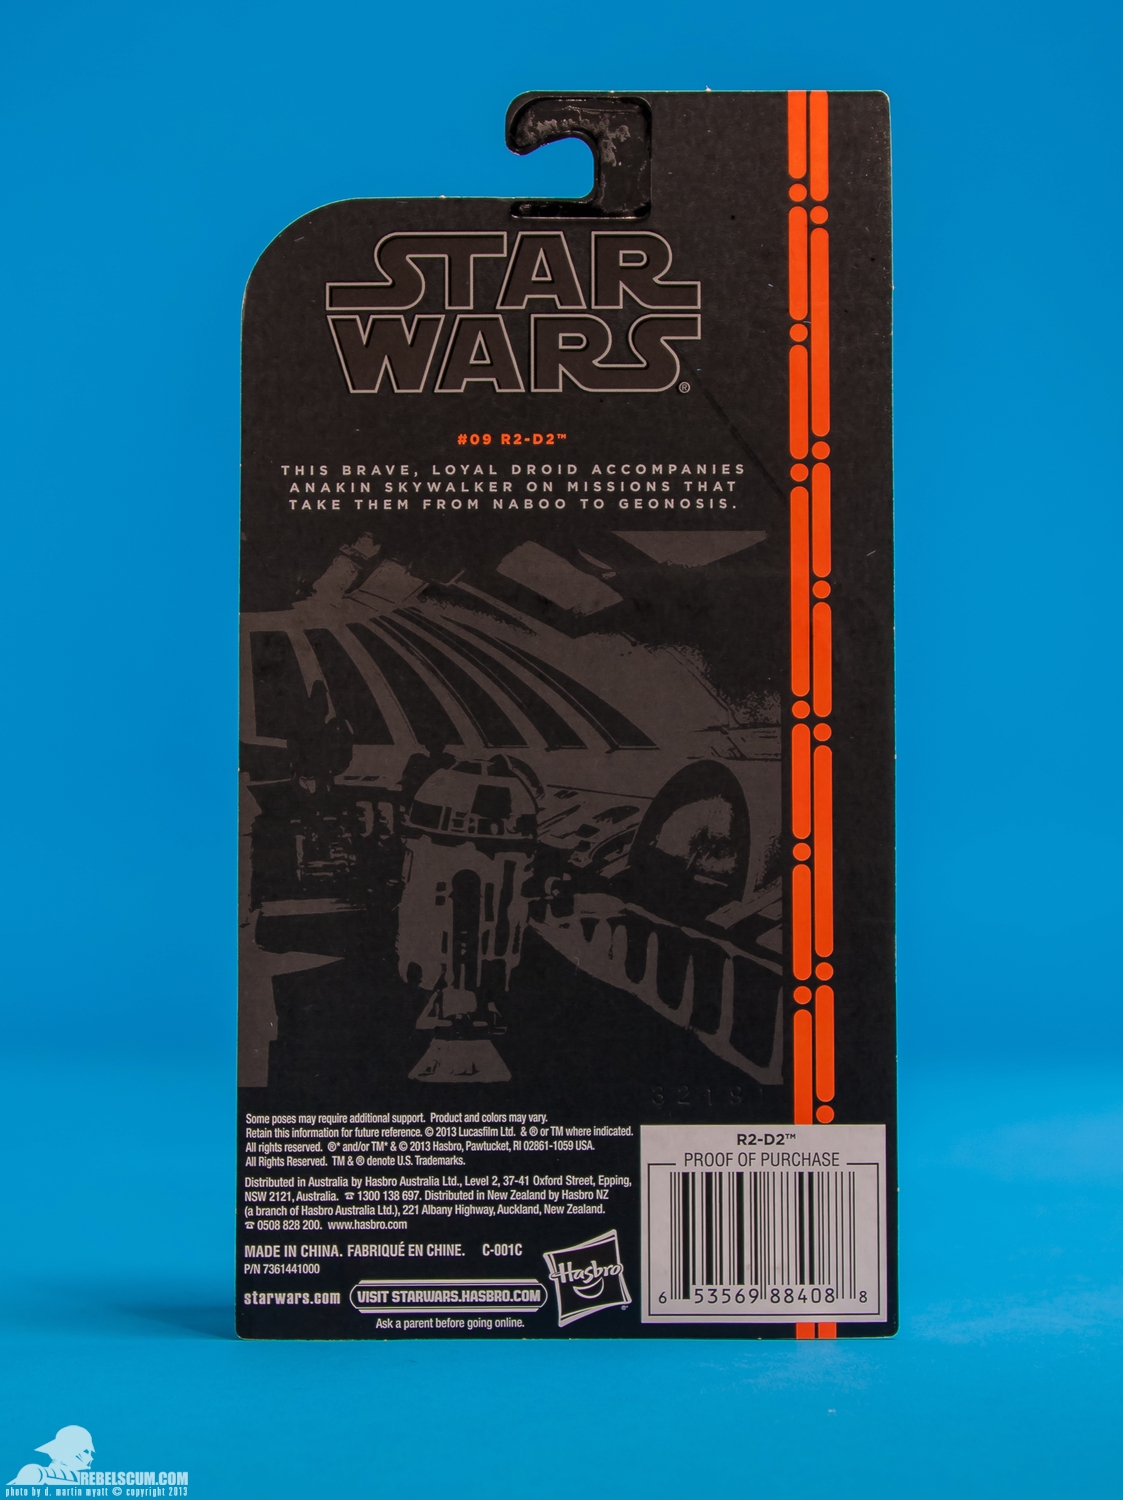 STAR
WARS®
#09 R2-D2™
THIS BRAVE, LOYAL DROID ACCOMPANIES
ANAKIN SKYWALKER ON MISSIONS THAT
TAKE THEM FROM NABOO TO GEONOSIS.
Some poses may require additional support. Product and colors may vary.
Retain this information for future reference. © 2013 Lucasfilm Ltd. & ® or TM where indicated.
All rights reserved. ®* and/or TM* & © 2013 Hasbro, Pawtucket, RI 02861-1059 USA.
All Rights Reserved. TM & ® denote U.S. Trademarks.
Distributed in Australia by Hasbro Australia Ltd., Level 2, 37-41 Oxford Street, Epping,
NSW 2121, Australia. ☎ 1300 138 697. Distributed in New Zealand by Hasbro NZ
(a branch of Hasbro Australia Ltd.), 221 Albany Highway, Auckland, New Zealand.
☎ 0508 828 200. www.hasbro.com
MADE IN CHINA. FABRIQUÉ EN CHINE. C-001C
P/N 7361441000
starwars.com VISIT STARWARS.HASBRO.COM
Ask a parent before going online.
Hasbro®
R2-D2™
PROOF OF PURCHASE
6 53569 88408 8
REBELSCUM.COM
photo by d. martin myatt © copyright 2013